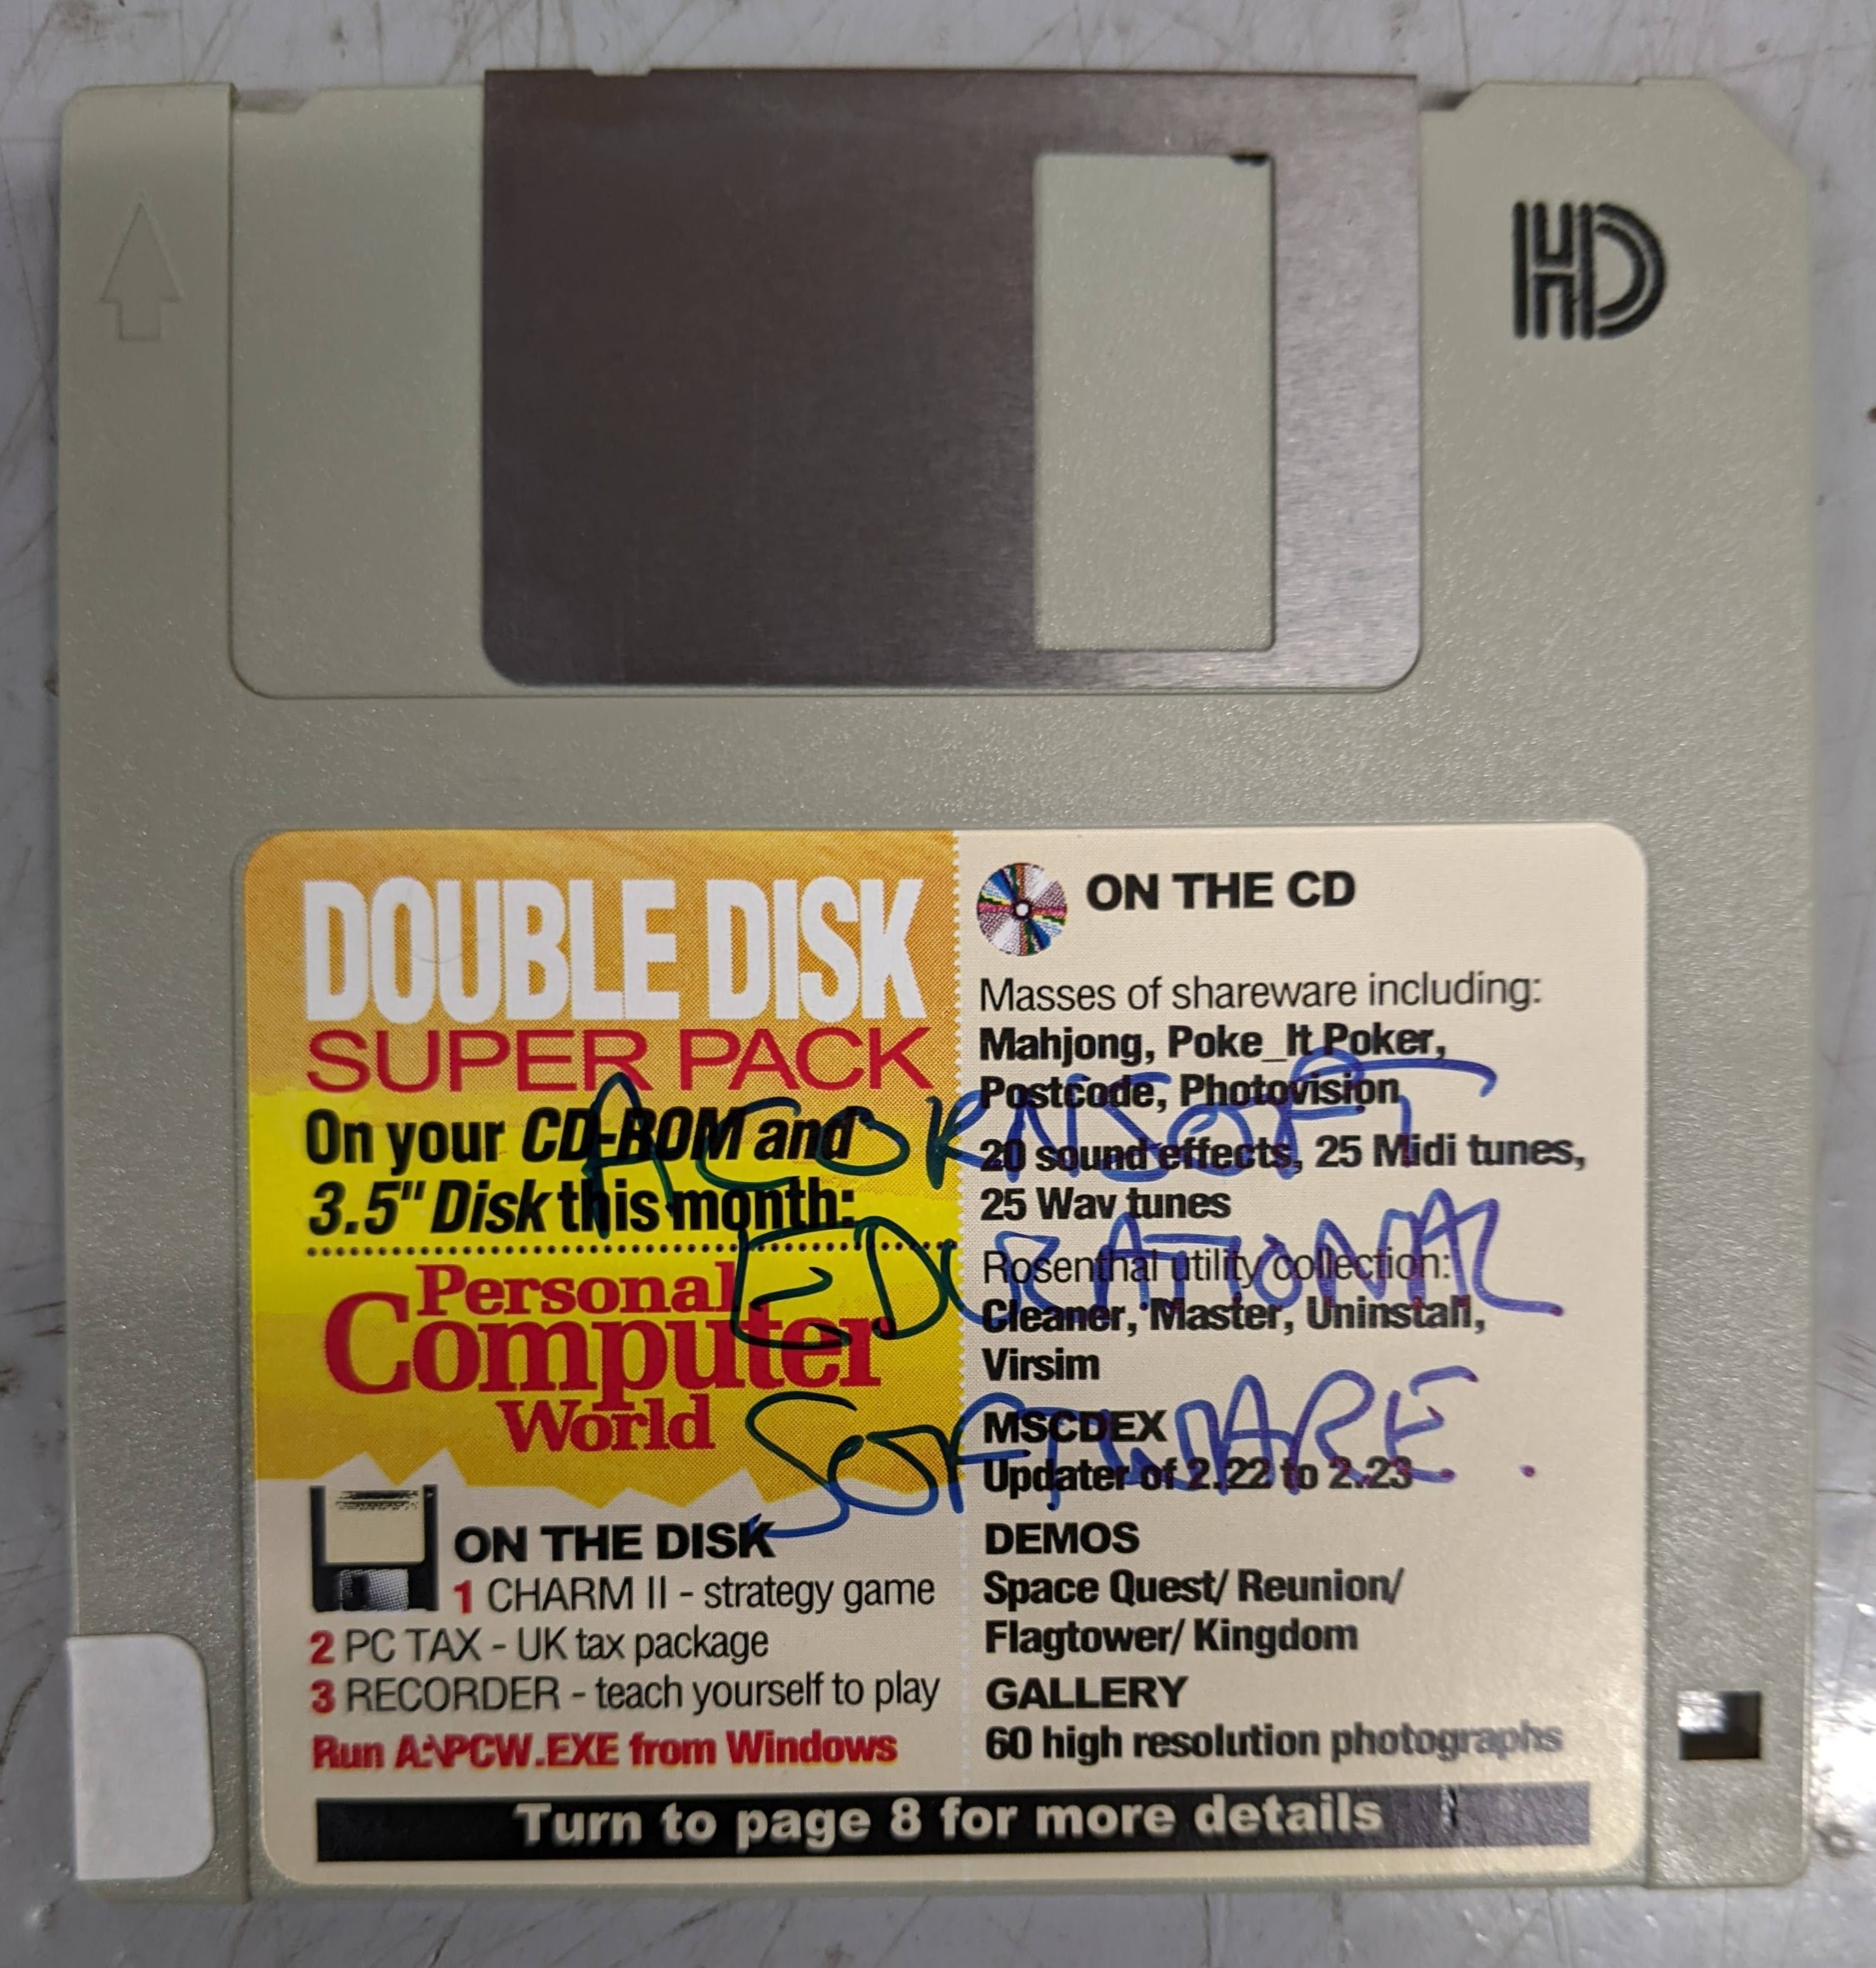 HD
DOUBLE DISK
SUPER PACK
On your CD-ROM and
3.5" Disk this month:
Personal
Computer
World
ON THE DISK
1 CHARM II - strategy game
2 PC TAX - UK tax package
3 RECORDER - teach yourself to play
Run A:\PCW.EXE from Windows
ON THE CD
Masses of shareware including:
Mahjong, Poke_It Poker,
Postcode, Photovision
20 sound effects, 25 Midi tunes,
25 Wav tunes
Rosenthal utility collection:
Cleaner, Master, Uninstall,
Virsim
MSCDEX
Updater of 2.22 to 2.23
DEMOS
Space Quest/ Reunion/
Flagtower/ Kingdom
GALLERY
60 high resolution photographs
Turn to page 8 for more details
ACORNSOFT
EDUCATIONAL
SOFTWARE.